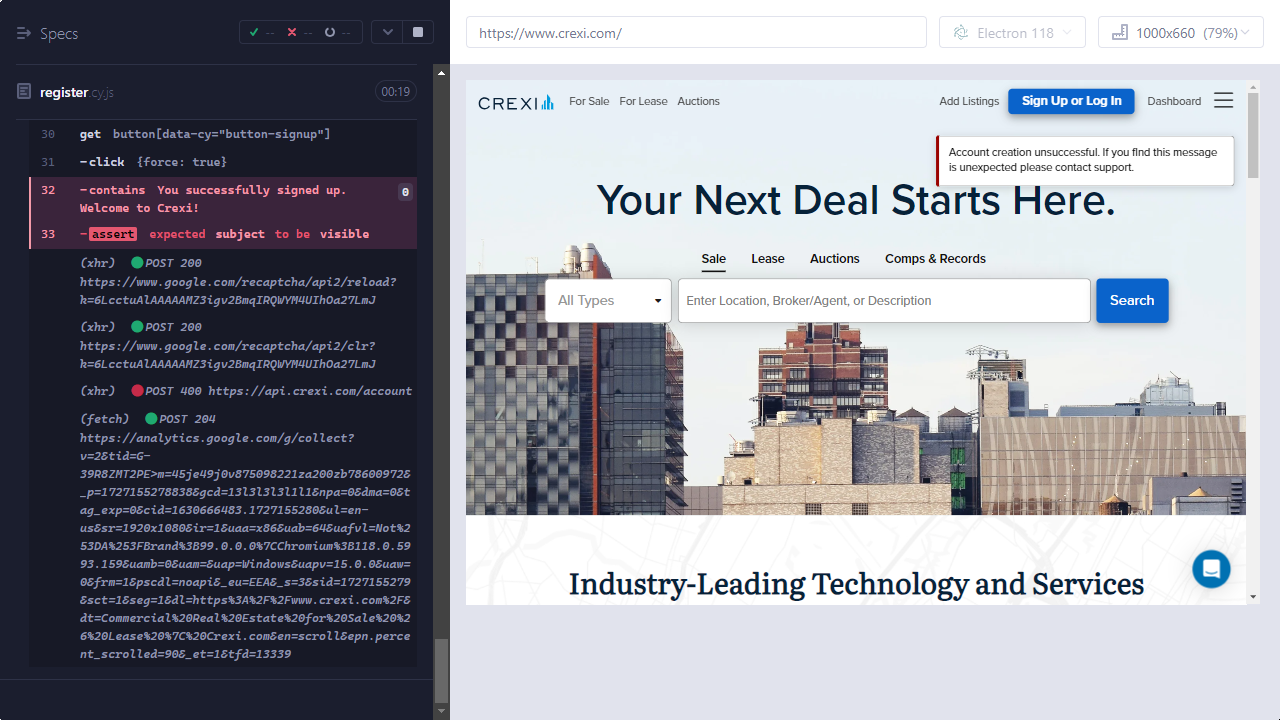 Specs
-- -- --
register.cy.js
00:19
30 get button[data-cy="button-signup"]
31 -click {force: true}
32 -contains You successfully signed up. 0
Welcome to Crexi!
33 -assert expected subject to be visible
(xhr) POST 200
https://www.google.com/recaptcha/api2/reload?
k=6LcctuAlAAAAAMZ3igv2BmqIRQWYM4UIhOa27LmJ
(xhr) POST 200
https://www.google.com/recaptcha/api2/clr?
k=6LcctuAlAAAAAMZ3igv2BmqIRQWYM4UIhOa27LmJ
(xhr) POST 400 https://api.crexi.com/account
(fetch) POST 204
https://analytics.google.com/g/collect?
v=2&tid=G-
39R8ZMT2PE>m=45je49j0v875098221za200zb78600972&
_p=1727155278838&gcd=13l3l3l3l1l1&npa=0&dma=0&t
ag_exp=0&cid=1630666483.1727155280&ul=en-
us&sr=1920x1080&ir=1&uaa=x86&uab=64&uafvl=Not%2
53DA%253FBrand%3B99.0.0.0%7CChromium%3B118.0.59
93.159&uamb=0&uam=&uap=Windows&uapv=15.0.0&uaw=
0&frm=1&pscdl=noapi&_eu=EEA&_s=3&sid=1727155279
&sct=1&seg=1&dl=https%3A%2F%2Fwww.crexi.com%2F&
dt=Commercial%20Real%20Estate%20for%20Sale%20%2
6%20Lease%20%7C%20Crexi.com&en=scroll&epn.perce
nt_scrolled=90&_et=1&tfd=13339
https://www.crexi.com/
Electron 118
1000x660 (79%)
CREXI
For Sale For Lease Auctions
Add Listings
Sign Up or Log In
Dashboard
Account creation unsuccessful. If you find this message
is unexpected please contact support.
Your Next Deal Starts Here.
Sale Lease Auctions Comps & Records
All Types
Enter Location, Broker/Agent, or Description
Search
Industry-Leading Technology and Services